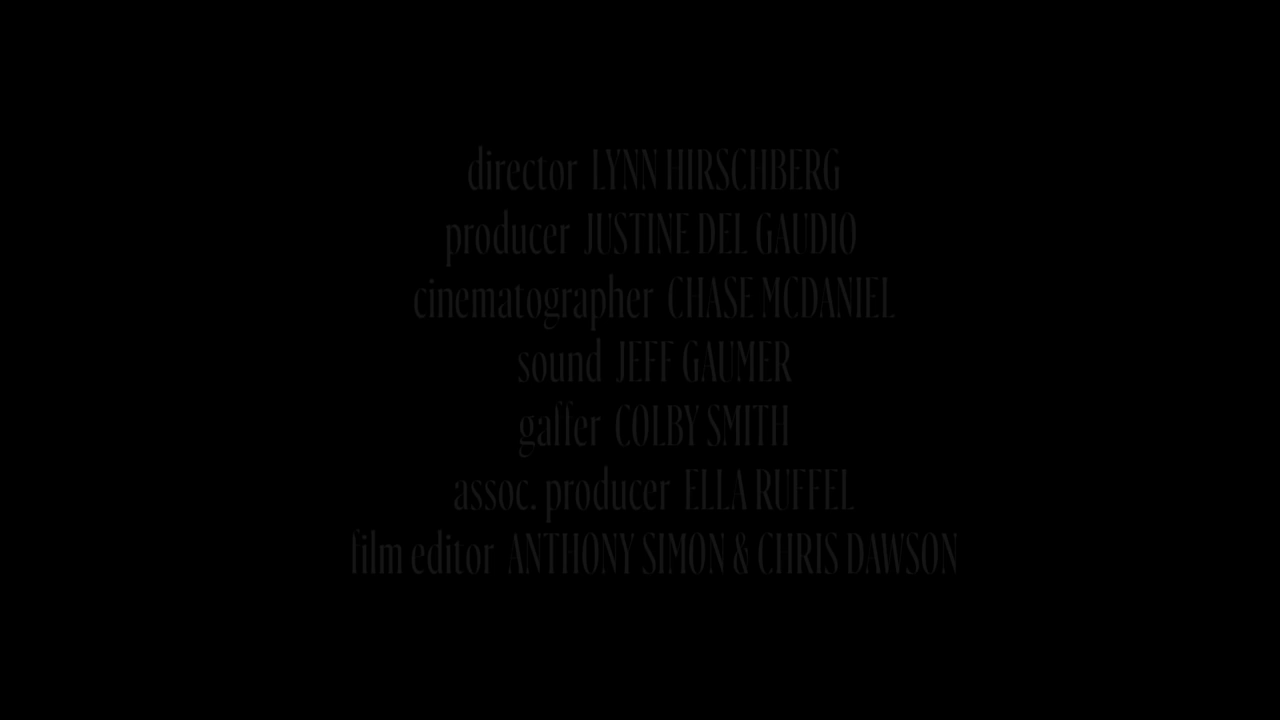 director LYNN HIRSCHBERG
producer JUSTINE DEL GAUDIO
cinematographer CHASE MCDANIEL
sound JEFF GAUMER
gaffer COLBY SMITH
assoc. producer ELLA RUFFEL
film editor ANTHONY SIMON & CHRIS DAWSON